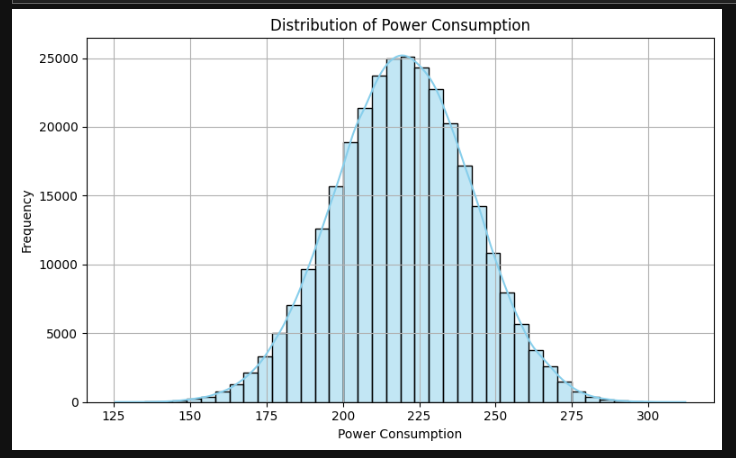 Distribution of Power Consumption
25000
20000
15000
10000
5000
0
Frequency
125 150 175 200 225 250 275 300
Power Consumption